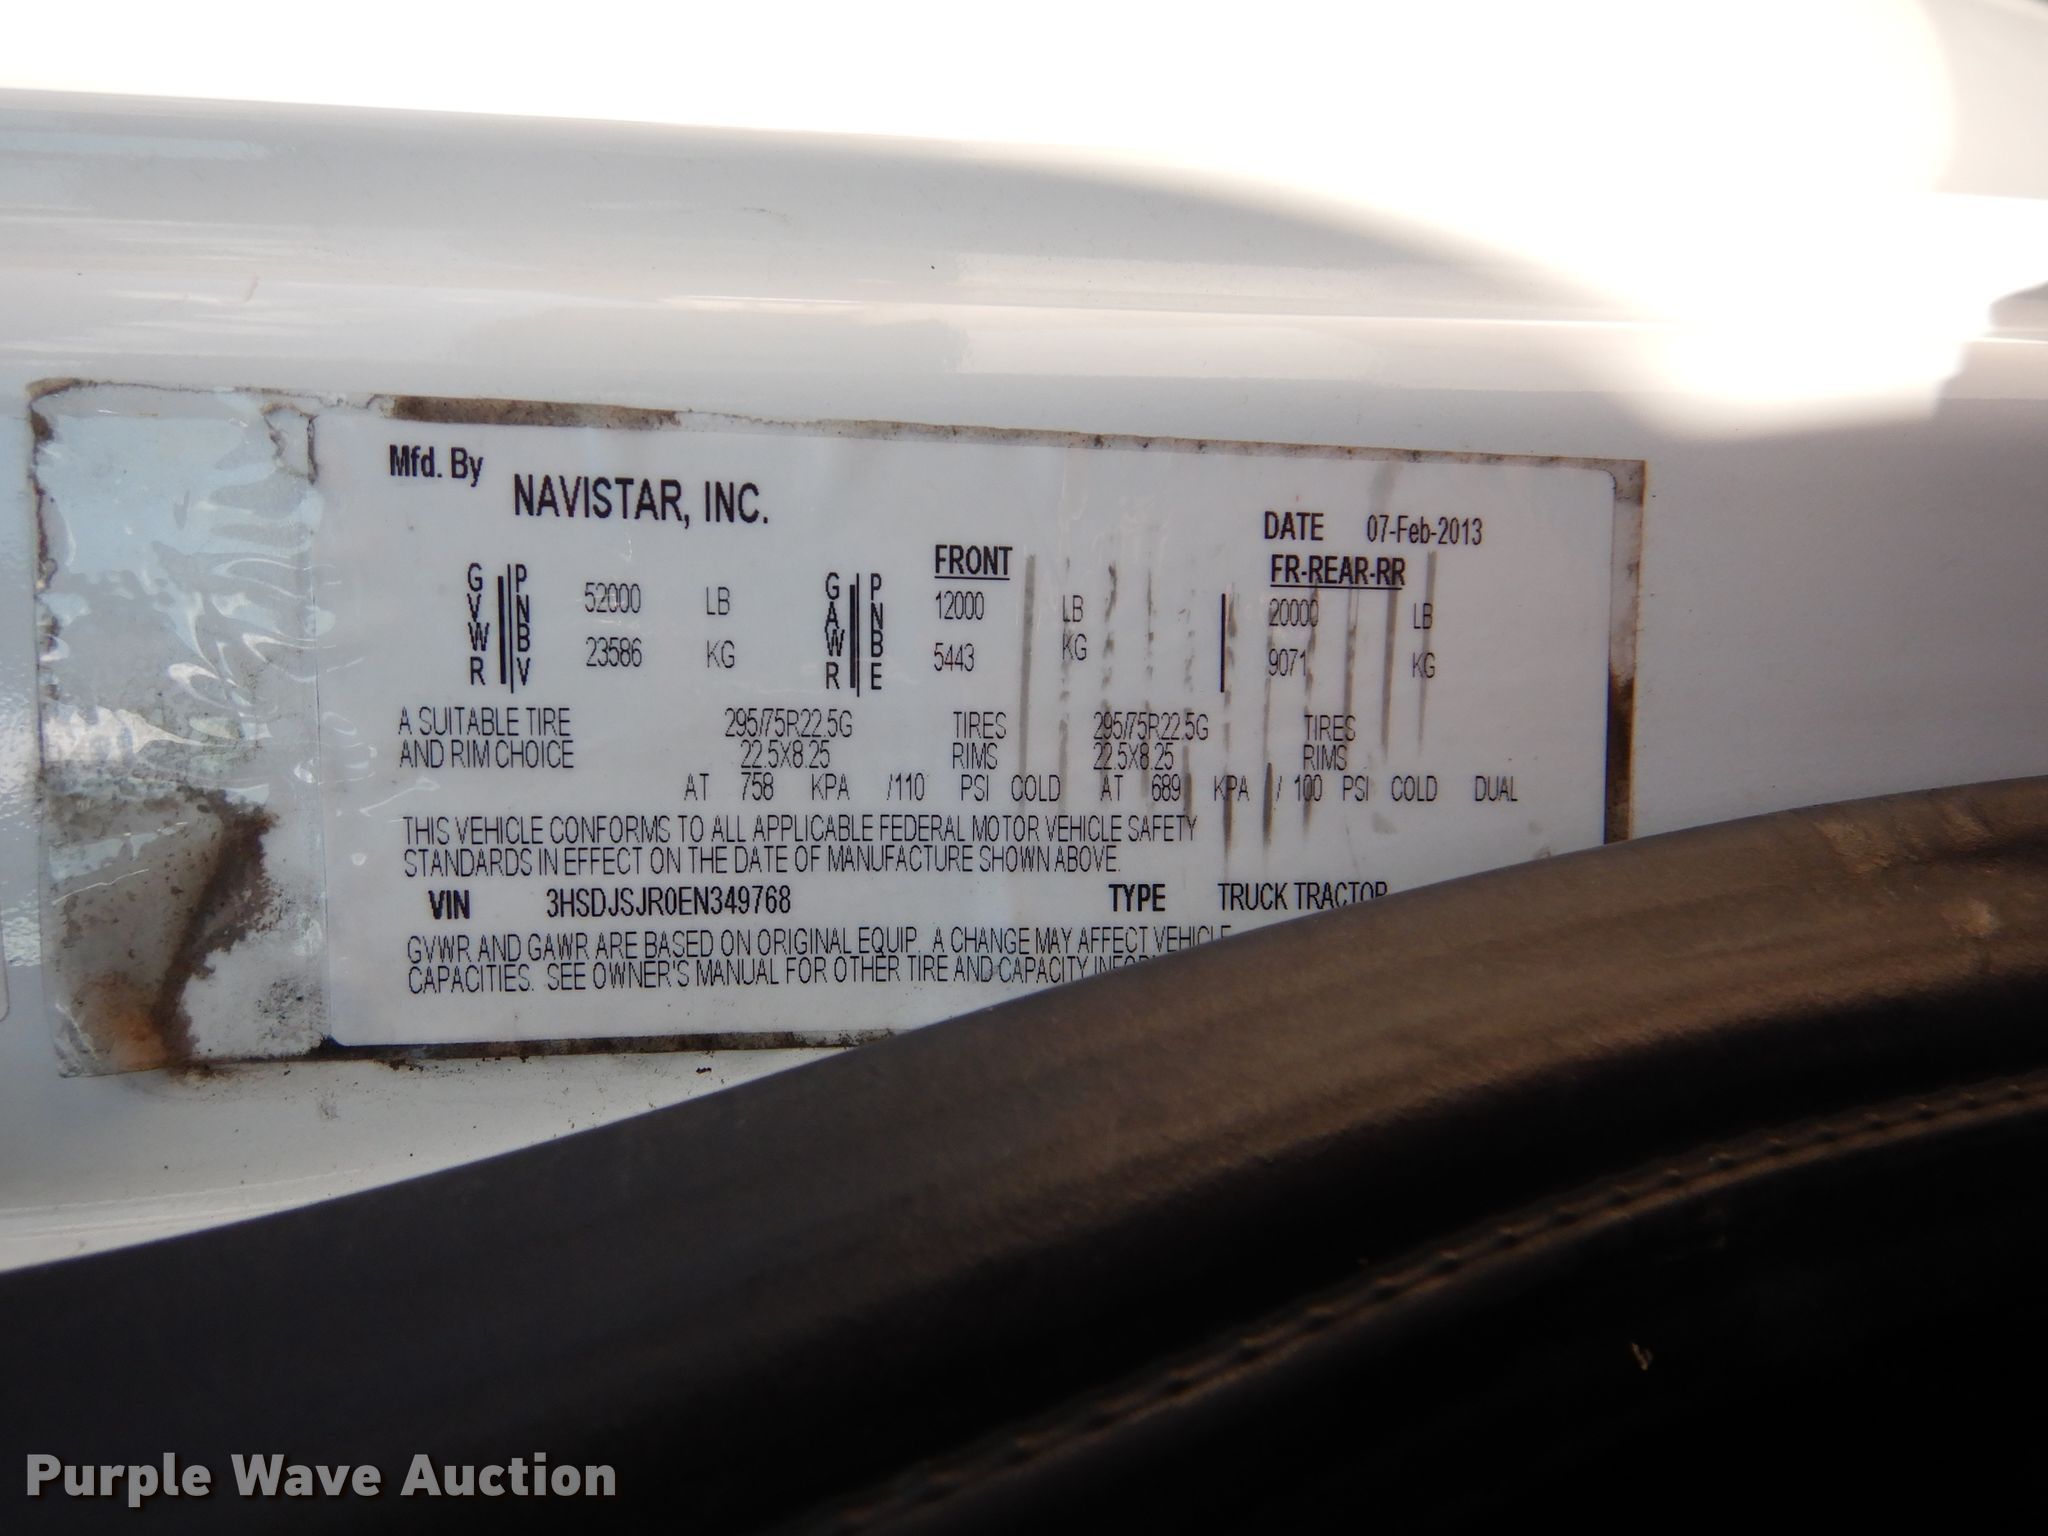 Mfd. By NAVISTAR, INC.
DATE 07-Feb-2013
FRONT FR-REAR-RR
GVWR PNBV 52000 LB GAWR PNBE 12000 LB 20000 LB
23586 KG 5443 KG 9071 KG
A SUITABLE TIRE 295/75R22.5G TIRES 295/75R22.5G TIRES
AND RIM CHOICE 22.5X8.25 RIMS 22.5X8.25 RIMS
AT 758 KPA /110 PSI COLD AT 689 KPA / 100 PSI COLD DUAL
THIS VEHICLE CONFORMS TO ALL APPLICABLE FEDERAL MOTOR VEHICLE SAFETY
STANDARDS IN EFFECT ON THE DATE OF MANUFACTURE SHOWN ABOVE.
VIN 3HSDJSJR0EN349768 TYPE TRUCK TRACTOR
GVWR AND GAWR ARE BASED ON ORIGINAL EQUIP. A CHANGE MAY AFFECT VEHICLE
CAPACITIES. SEE OWNER'S MANUAL FOR OTHER TIRE AND CAPACITY
Purple Wave Auction